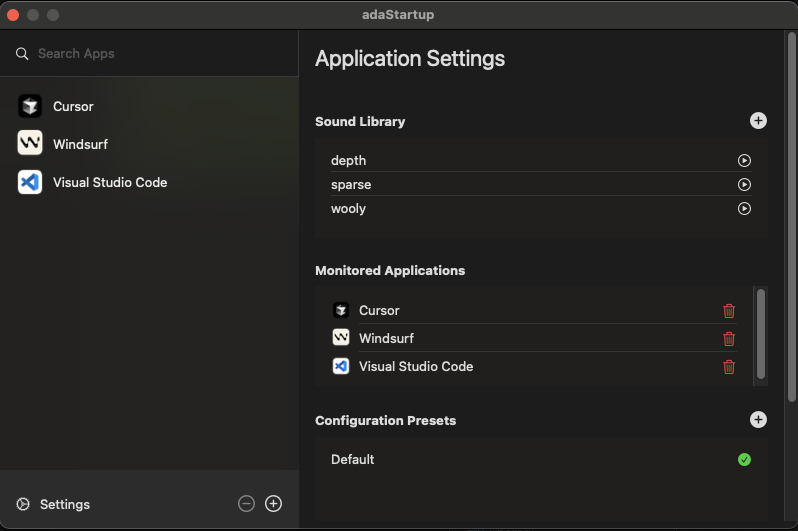 adaStartup
Search Apps
Cursor
Windsurf
Visual Studio Code
Settings
Application Settings
Sound Library
depth
sparse
wooly
Monitored Applications
Cursor
Windsurf
Visual Studio Code
Configuration Presets
Default